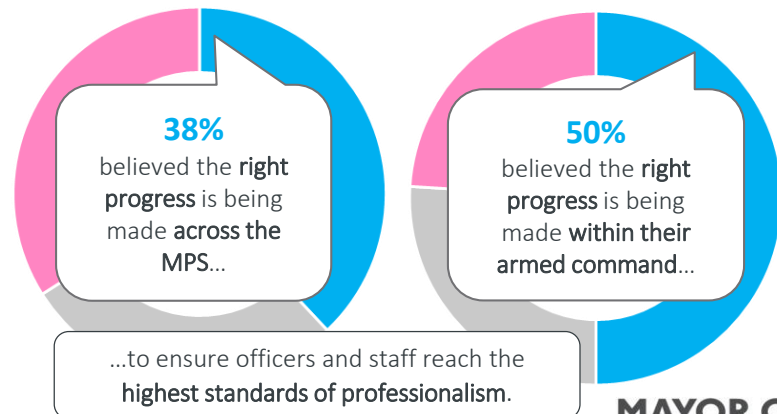 38%
believed the right
progress is being
made across the
MPS...
50%
believed the right
progress is being
made within their
armed command...
...to ensure officers and staff reach the
highest standards of professionalism.
MAYOR